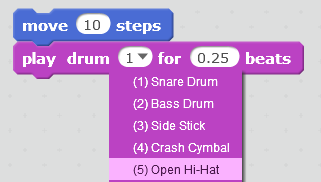 move 10 steps
play drum 1 for 0.25 beats
(1) Snare Drum
(2) Bass Drum
(3) Side Stick
(4) Crash Cymbal
(5) Open Hi-Hat